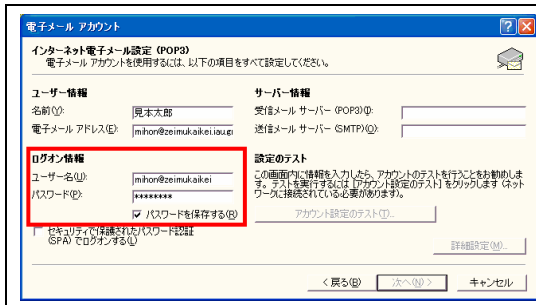 電子メール アカウント
インターネット電子メール設定 (POP3)
電子メール アカウントを使用するには、以下の項目をすべて設定してください。
ユーザー情報
名前(Y):
見本太郎
電子メール アドレス(E):
mihon@zeimukaikei.iau.gr
サーバー情報
受信メール サーバー (POP3)(I):
送信メール サーバー (SMTP)(O):
ログオン情報
ユーザー名(U):
mihon@zeimukaikei
パスワード(P):
********
パスワードを保存する(R)
セキュリティで保護されたパスワード認証
(SPA) でログオンする(L)
設定のテスト
この画面内に情報を入力したら、アカウントのテストを行うことをお勧めしま
す。テストを実行するには [アカウント設定のテスト] をクリックします (ネット
ワークに接続されている必要があります)。
アカウント設定のテスト(T)...
詳細設定(M)...
< 戻る(B)
次へ(N) >
キャンセル